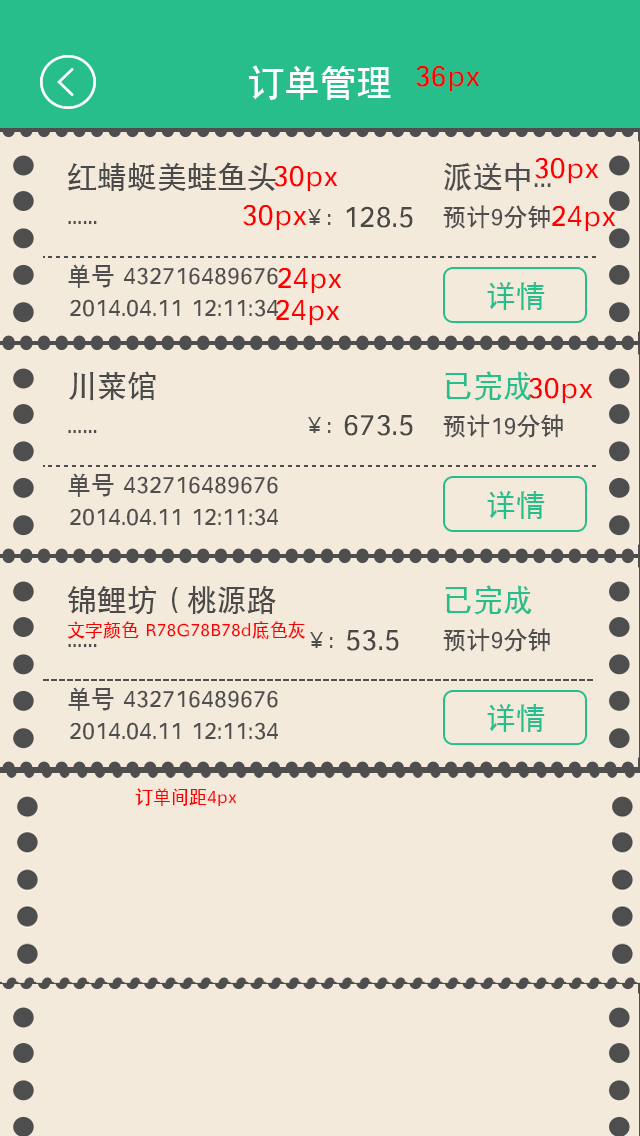 订单管理 36px
红蜻蜓美蛙鱼头30px 派送中...30px
...... 30px ¥: 128.5 预计9分钟24px
单号 432716489676 24px
2014.04.11 12:11:34 24px
详情
川菜馆 已完成30px
...... ¥: 673.5 预计19分钟
单号 432716489676
2014.04.11 12:11:34
详情
锦鲤坊（桃源路 已完成
文字颜色 R78G78B78d底色灰
...... ¥: 53.5 预计9分钟
单号 432716489676
2014.04.11 12:11:34
详情
订单间距4px